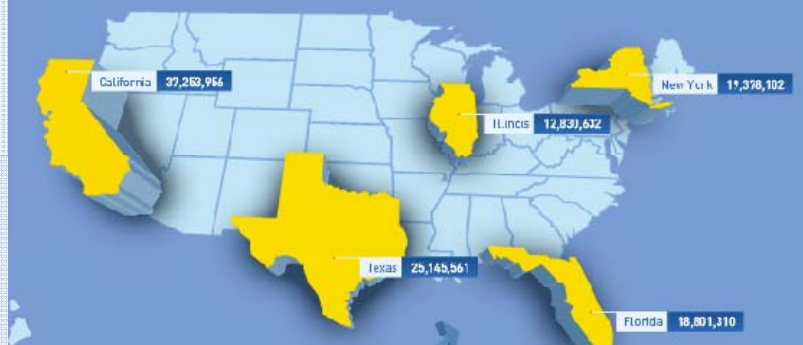 California 37,253,956
New York 19,378,102
Illinois 12,830,632
Texas 25,145,561
Florida 18,801,310